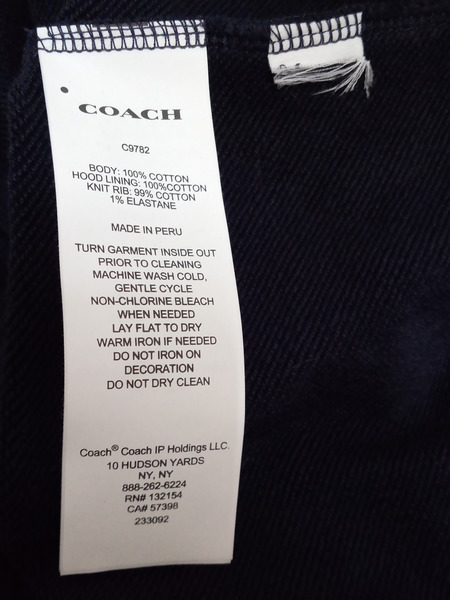 COACH
C9782
BODY: 100% COTTON
HOOD LINING: 100%COTTON
KNIT RIB: 99% COTTON
1% ELASTANE
MADE IN PERU
TURN GARMENT INSIDE OUT
PRIOR TO CLEANING
MACHINE WASH COLD,
GENTLE CYCLE
NON-CHLORINE BLEACH
WHEN NEEDED
LAY FLAT TO DRY
WARM IRON IF NEEDED
DO NOT IRON ON
DECORATION
DO NOT DRY CLEAN
Coach® Coach IP Holdings LLC.
10 HUDSON YARDS
NY, NY
888-262-6224
RN# 132154
CA# 57398
233092